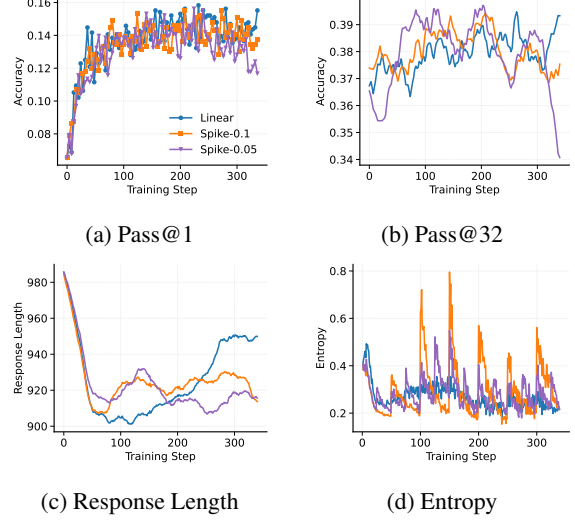 0.16
0.14
0.12
0.10
0.08
Accuracy
Linear
Spike-0.1
Spike-0.05
0
100
200
300
Training Step
(a) Pass@1
0.39
0.38
0.37
0.36
0.35
0.34
Accuracy
0
100
200
300
Training Step
(b) Pass@32
980
960
940
920
900
Response Length
0
100
200
300
Training Step
(c) Response Length
0.8
0.6
0.4
0.2
Entropy
0
100
200
300
Training Step
(d) Entropy